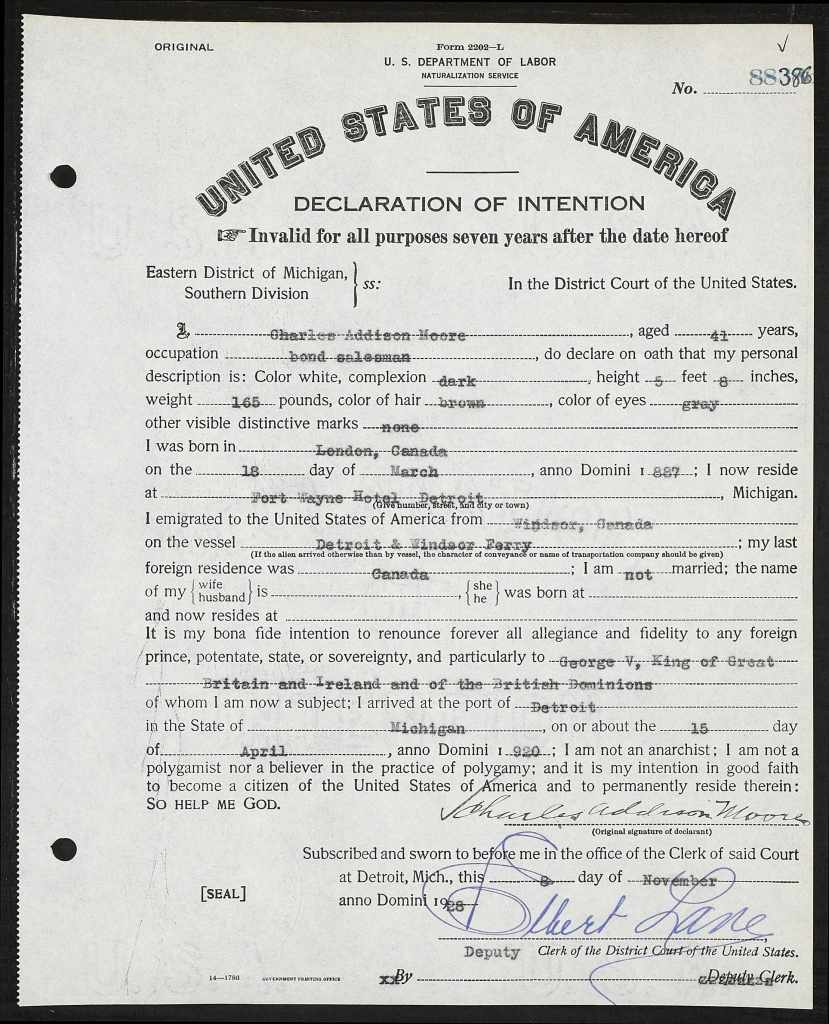 ORIGINAL
Form 2202—L
U. S. DEPARTMENT OF LABOR
NATURALIZATION SERVICE
No. 88386
UNITED STATES OF AMERICA
DECLARATION OF INTENTION
☞ Invalid for all purposes seven years after the date hereof
Eastern District of Michigan,
Southern Division
ss:
In the District Court of the United States.
I, Charles Addison Moore, aged 41 years,
occupation bond salesman, do declare on oath that my personal
description is: Color white, complexion dark, height 5 feet 8 inches,
weight 165 pounds, color of hair brown, color of eyes gray
other visible distinctive marks none
I was born in London, Canada
on the 18 day of March, anno Domini 1887; I now reside
at Fort Wayne Hotel Detroit, Michigan.
(Give number, street, and city or town)
I emigrated to the United States of America from Windsor, Canada
on the vessel Detroit & Windsor Ferry; my last
(If the alien arrived otherwise than by vessel, the character of conveyance or name of transportation company should be given)
foreign residence was Canada; I am not married; the name
of my { wife husband } is , { she he } was born at
and now resides at
It is my bona fide intention to renounce forever all allegiance and fidelity to any foreign
prince, potentate, state, or sovereignty, and particularly to George V, King of Great
Britain and Ireland and of the British Dominions
of whom I am now a subject; I arrived at the port of Detroit
in the State of Michigan, on or about the 15 day
of April, anno Domini 1920; I am not an anarchist; I am not a
polygamist nor a believer in the practice of polygamy; and it is my intention in good faith
to become a citizen of the United States of America and to permanently reside therein:
SO HELP ME GOD.
Charles Addison Moore
(Original signature of declarant)
Subscribed and sworn to before me in the office of the Clerk of said Court
at Detroit, Mich., this 8 day of November
anno Domini 1928
[SEAL]
Elbert Lane
Deputy Clerk of the District Court of the United States.
14—1786 GOVERNMENT PRINTING OFFICE
xxBy Deputy Clerk.